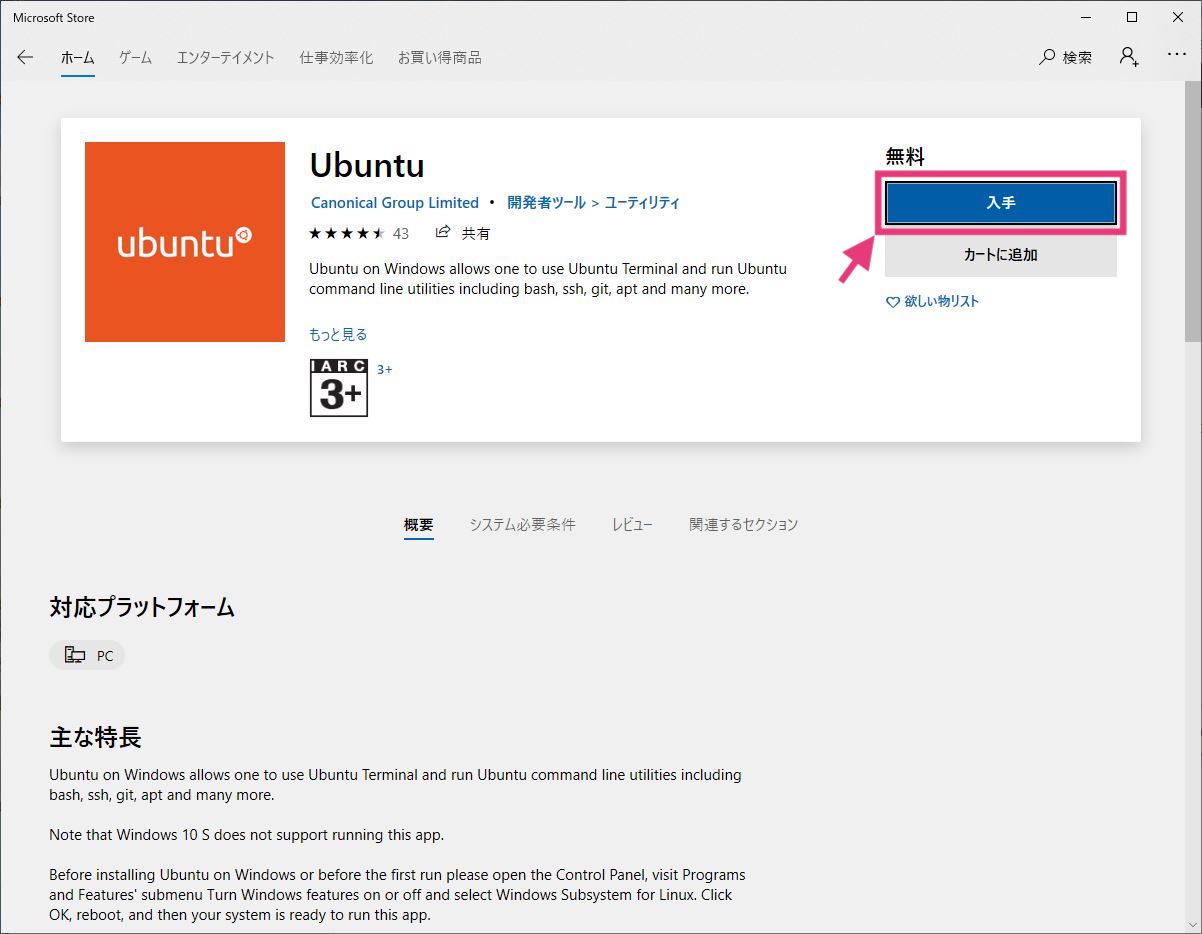 Microsoft Store
ホーム ゲーム エンターテイメント 仕事効率化 お買い得商品 検索
ubuntu
Ubuntu
Canonical Group Limited • 開発者ツール > ユーティリティ
43 共有
Ubuntu on Windows allows one to use Ubuntu Terminal and run Ubuntu
command line utilities including bash, ssh, git, apt and many more.
もっと見る
IARC
3+
3+
無料
入手
カートに追加
欲しい物リスト
概要 システム必要条件 レビュー 関連するセクション
対応プラットフォーム
PC
主な特長
Ubuntu on Windows allows one to use Ubuntu Terminal and run Ubuntu command line utilities including
bash, ssh, git, apt and many more.
Note that Windows 10 S does not support running this app.
Before installing Ubuntu on Windows or before the first run please open the Control Panel, visit Programs
and Features' submenu Turn Windows features on or off and select Windows Subsystem for Linux. Click
OK, reboot, and then your system is ready to run this app.